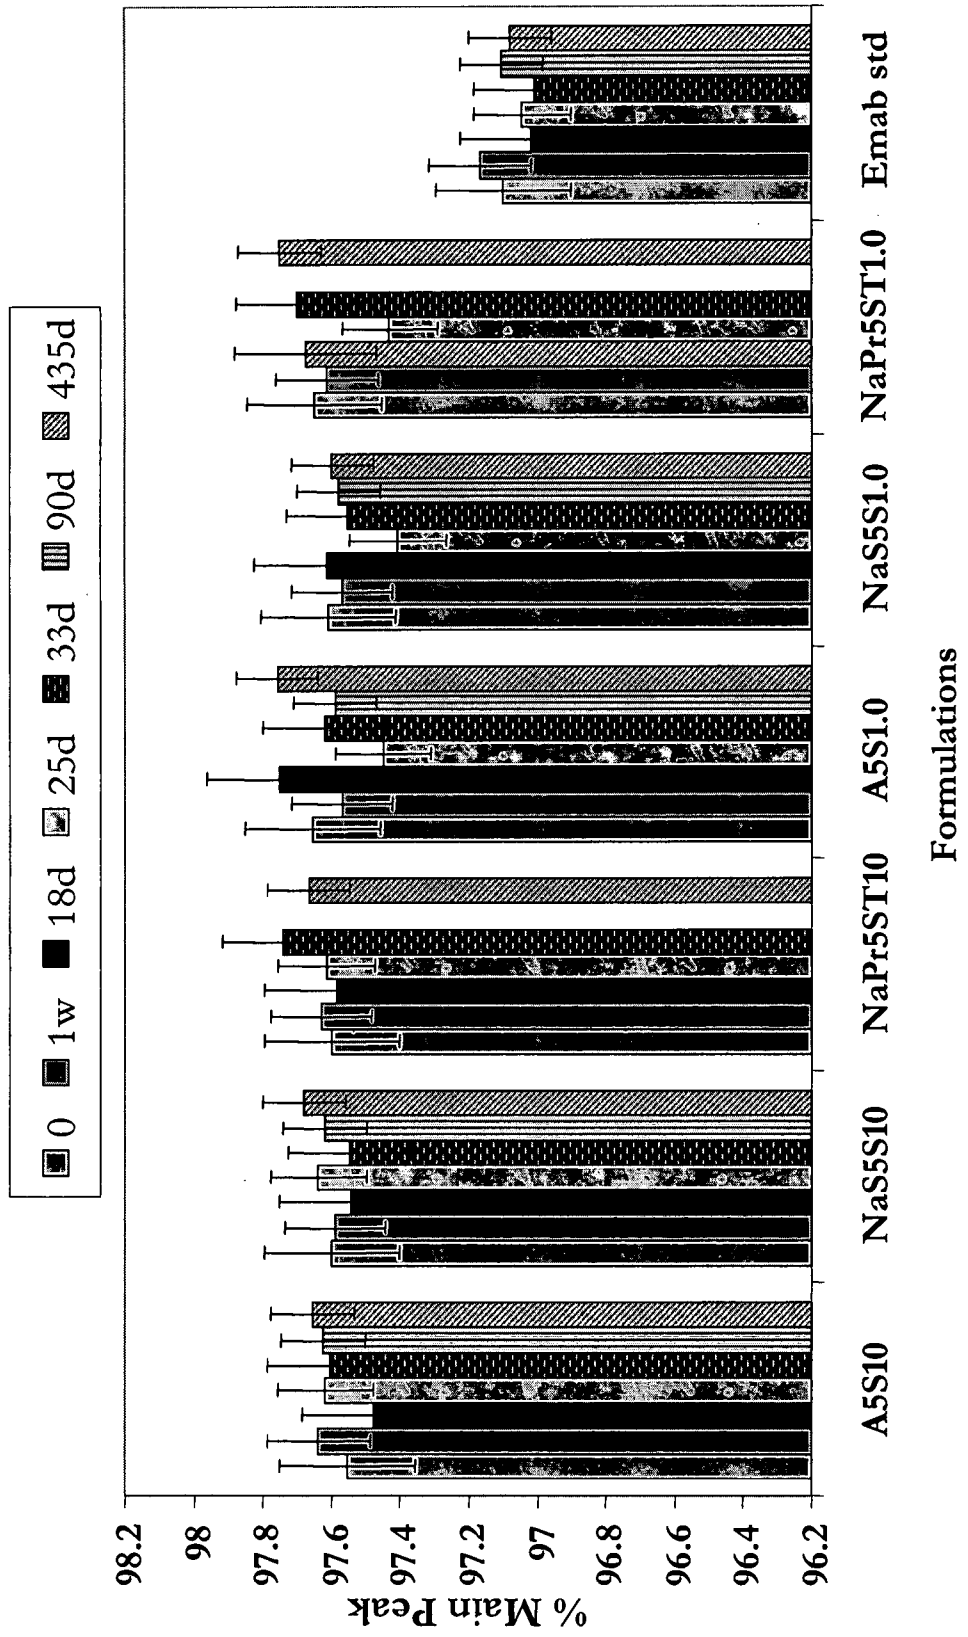 0 1w 18d 25d 33d 90d 435d
98.2
98
97.8
97.6
97.4
97.2
97
96.8
96.6
96.4
96.2
% Main Peak
A5S10 NaS5S10 NaPr5ST10 A5S1.0 NaS5S1.0 NaPr5ST1.0 Emab std
Formulations